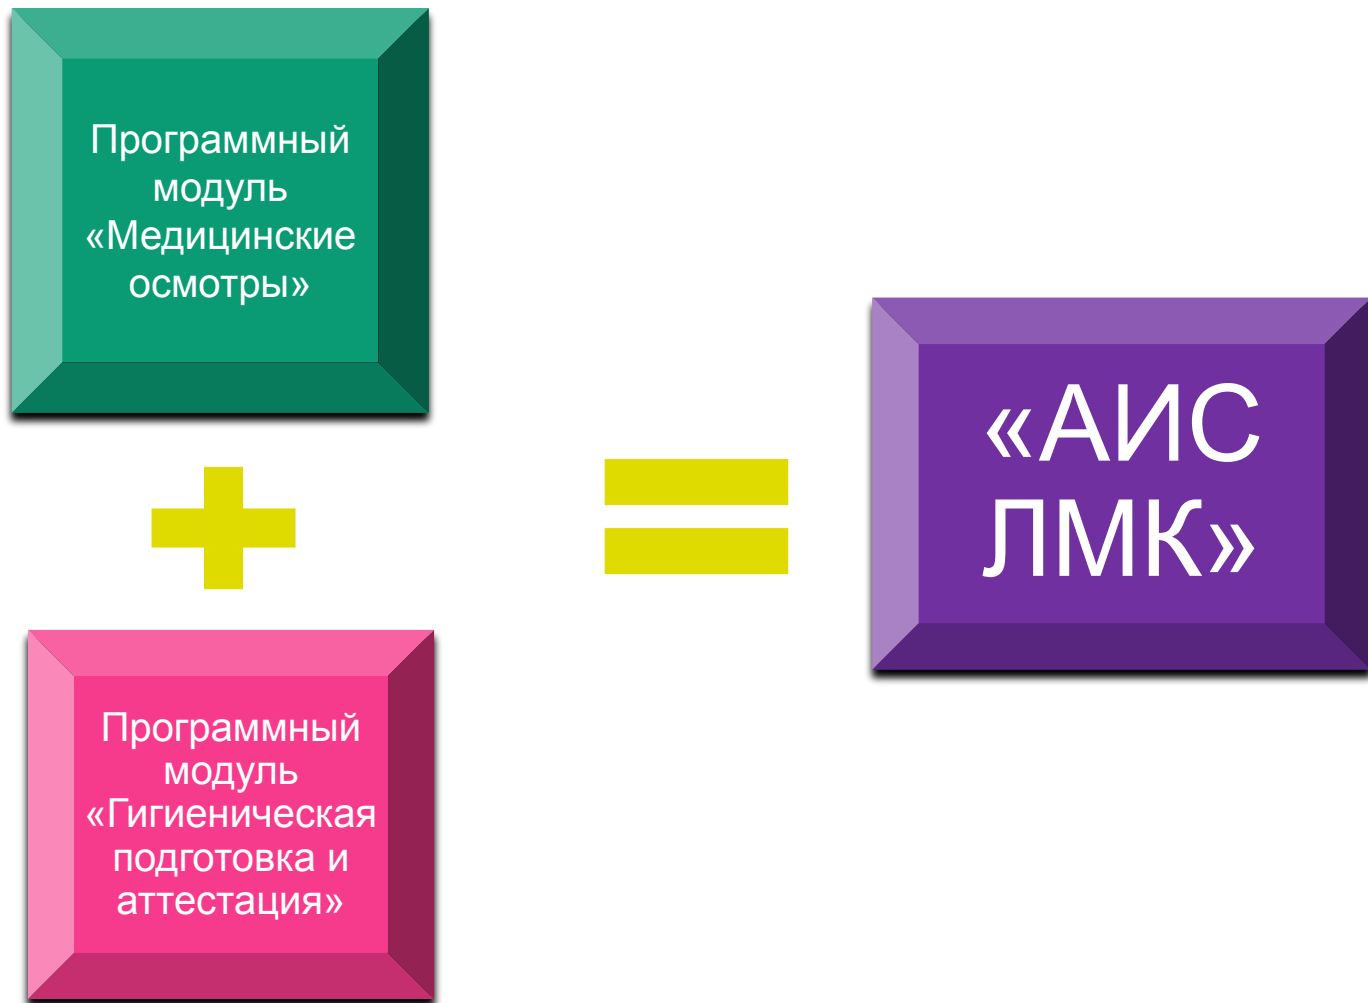 Программный
модуль
«Медицинские
осмотры»
Программный
модуль
«Гигиеническая
подготовка и
аттестация»
«АИС
ЛМК»